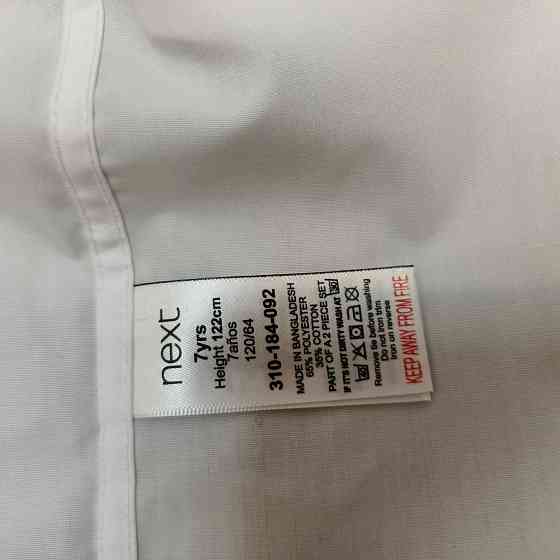 next
7yrs
Height 122cm
7años
120/64
310-184-092
MADE IN BANGLADESH
65% POLYESTER
35% COTTON
PART OF A 2 PIECE SET
IF IT'S NOT DIRTY WASH AT 30
Remove tie before washing
Do not iron trim
Iron on reverse
KEEP AWAY FROM FIRE